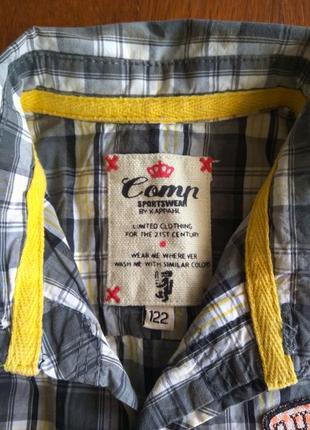 Comp
SPORTSWEAR
BY KAPPAHL
LIMITED CLOTHING
FOR THE 21ST CENTURY
WEAR ME WHEREVER
WASH ME WITH SIMILAR COLORS
122